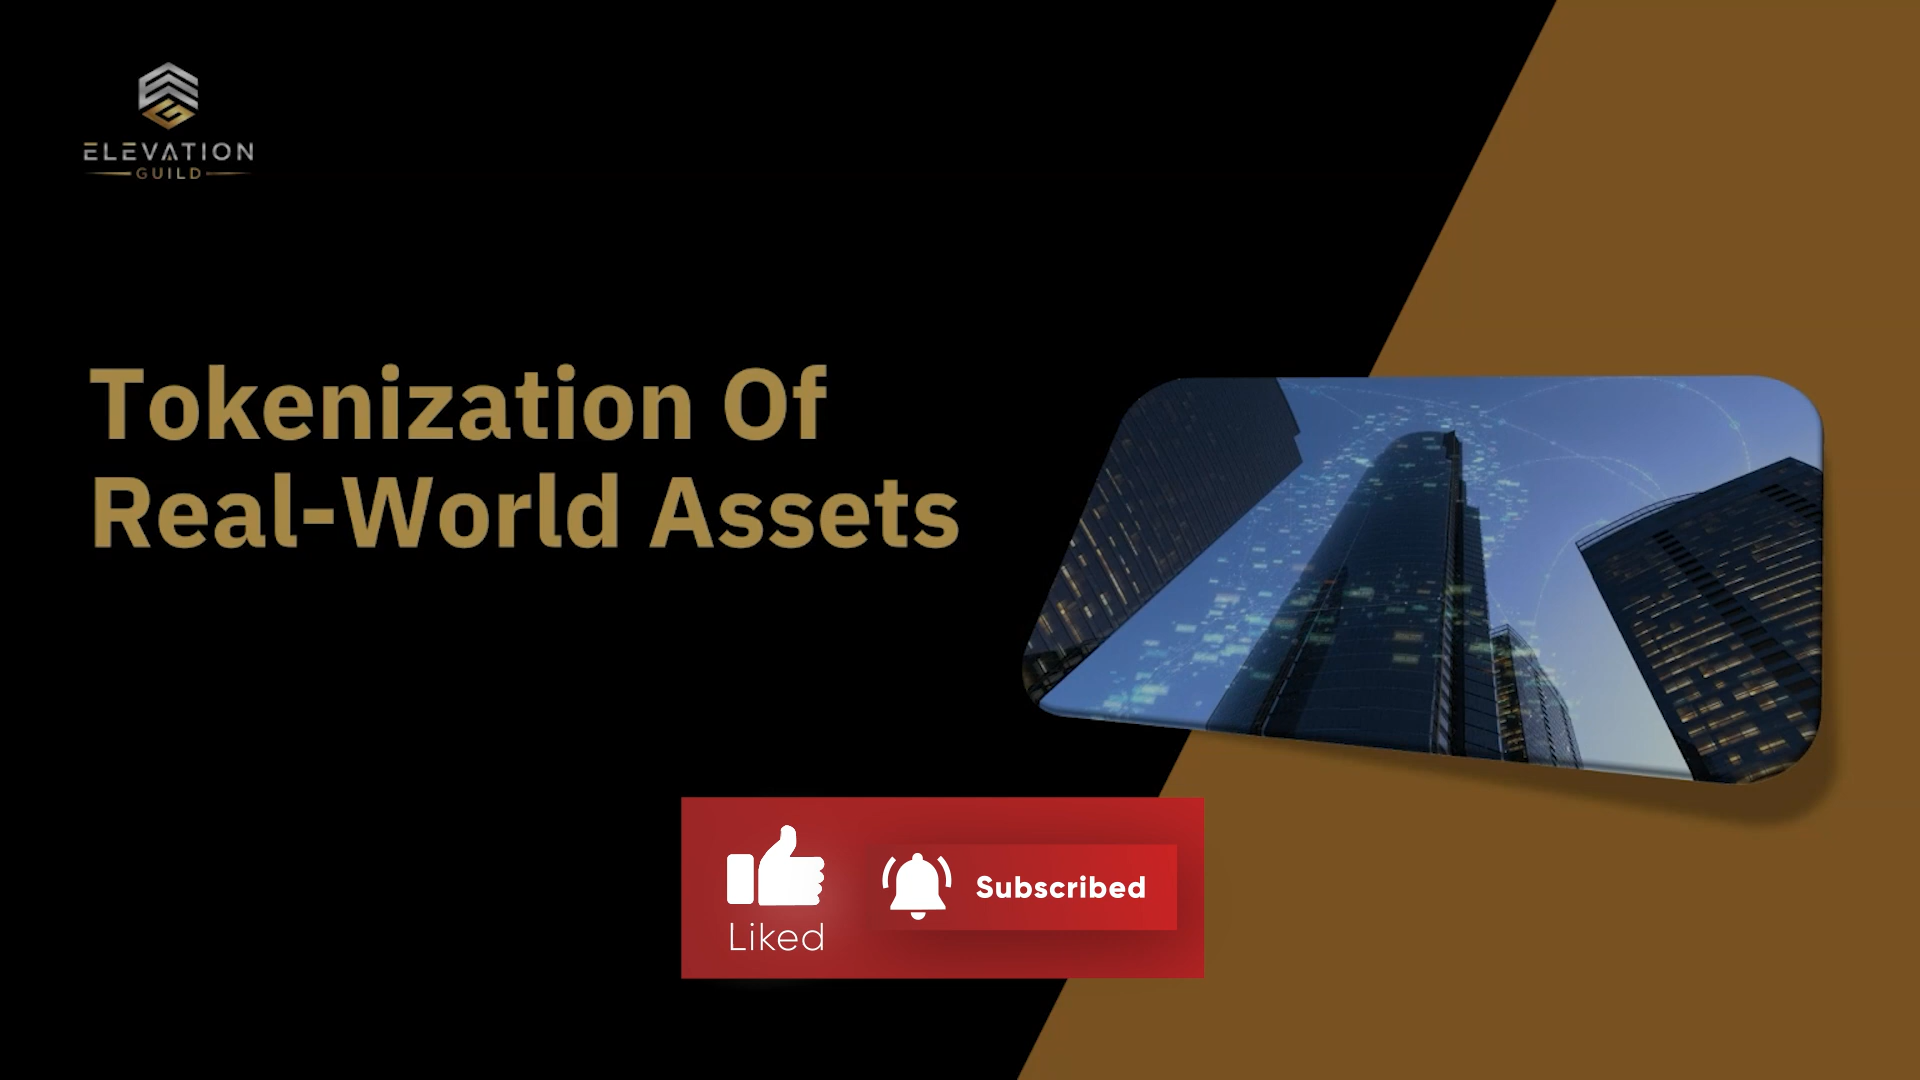 ELEVATION
GUILD
Tokenization Of
Real-World Assets
Liked
Subscribed